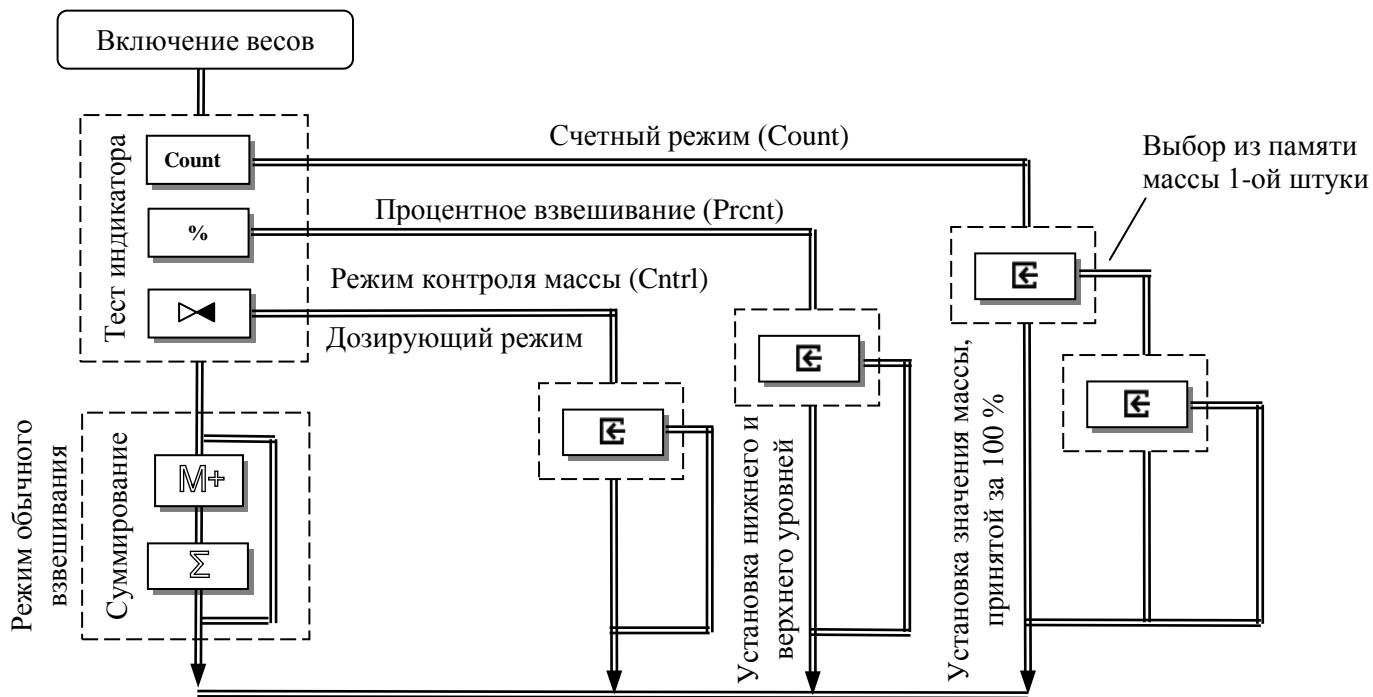 Включение весов
Тест индикатора
Count
%
Счетный режим (Count)
Процентное взвешивание (Prcnt)
Режим контроля массы (Cntrl)
Дозирующий режим
Выбор из памяти
массы 1-ой штуки
Режим обычного
взвешивания
Суммирование
M+
Σ
Установка нижнего и
верхнего уровней
Установка значения массы,
принятой за 100 %